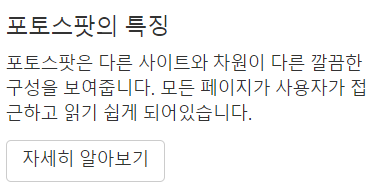 포토스팟의 특징
포토스팟은 다른 사이트와 차원이 다른 깔끔한
구성을 보여줍니다. 모든 페이지가 사용자가 접
근하고 읽기 쉽게 되어있습니다.
자세히 알아보기